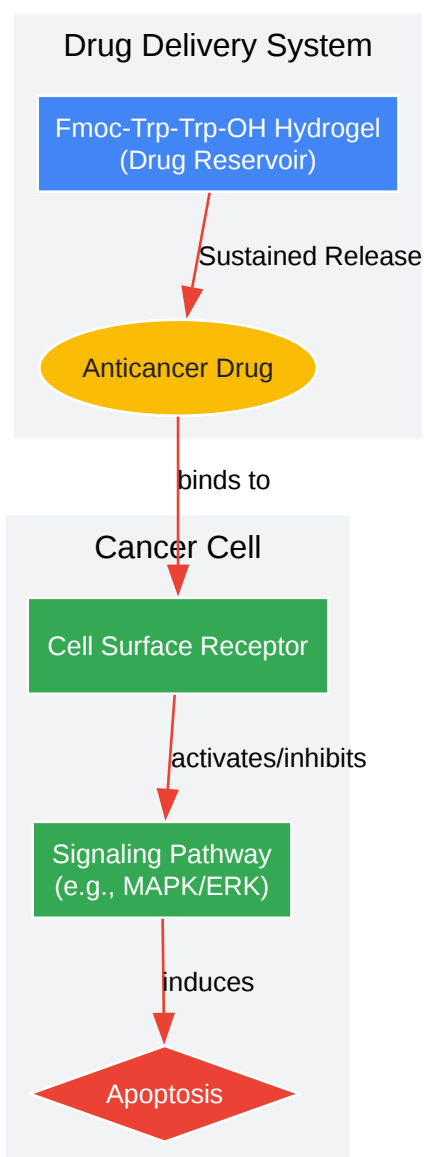 Drug Delivery System
Fmoc-Trp-Trp-OH Hydrogel
(Drug Reservoir)
Sustained Release
Anticancer Drug
binds to
Cancer Cell
Cell Surface Receptor
activates/inhibits
Signaling Pathway
(e.g., MAPK/ERK)
induces
Apoptosis